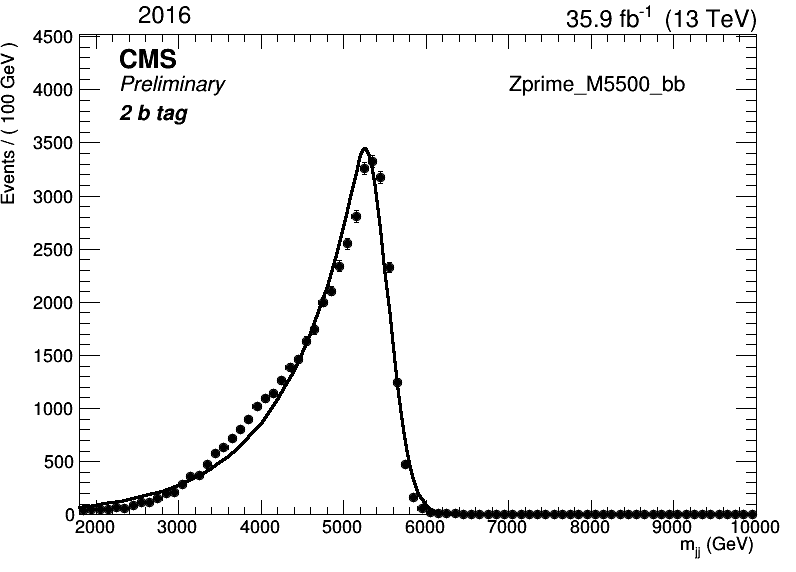 2016
35.9 fb⁻¹ (13 TeV)
CMS
Preliminary
2 b tag
Zprime_M5500_bb
Events / ( 100 GeV )
4500
4000
3500
3000
2500
2000
1500
1000
500
0
2000 3000 4000 5000 6000 7000 8000 9000 10000
m_jj (GeV)